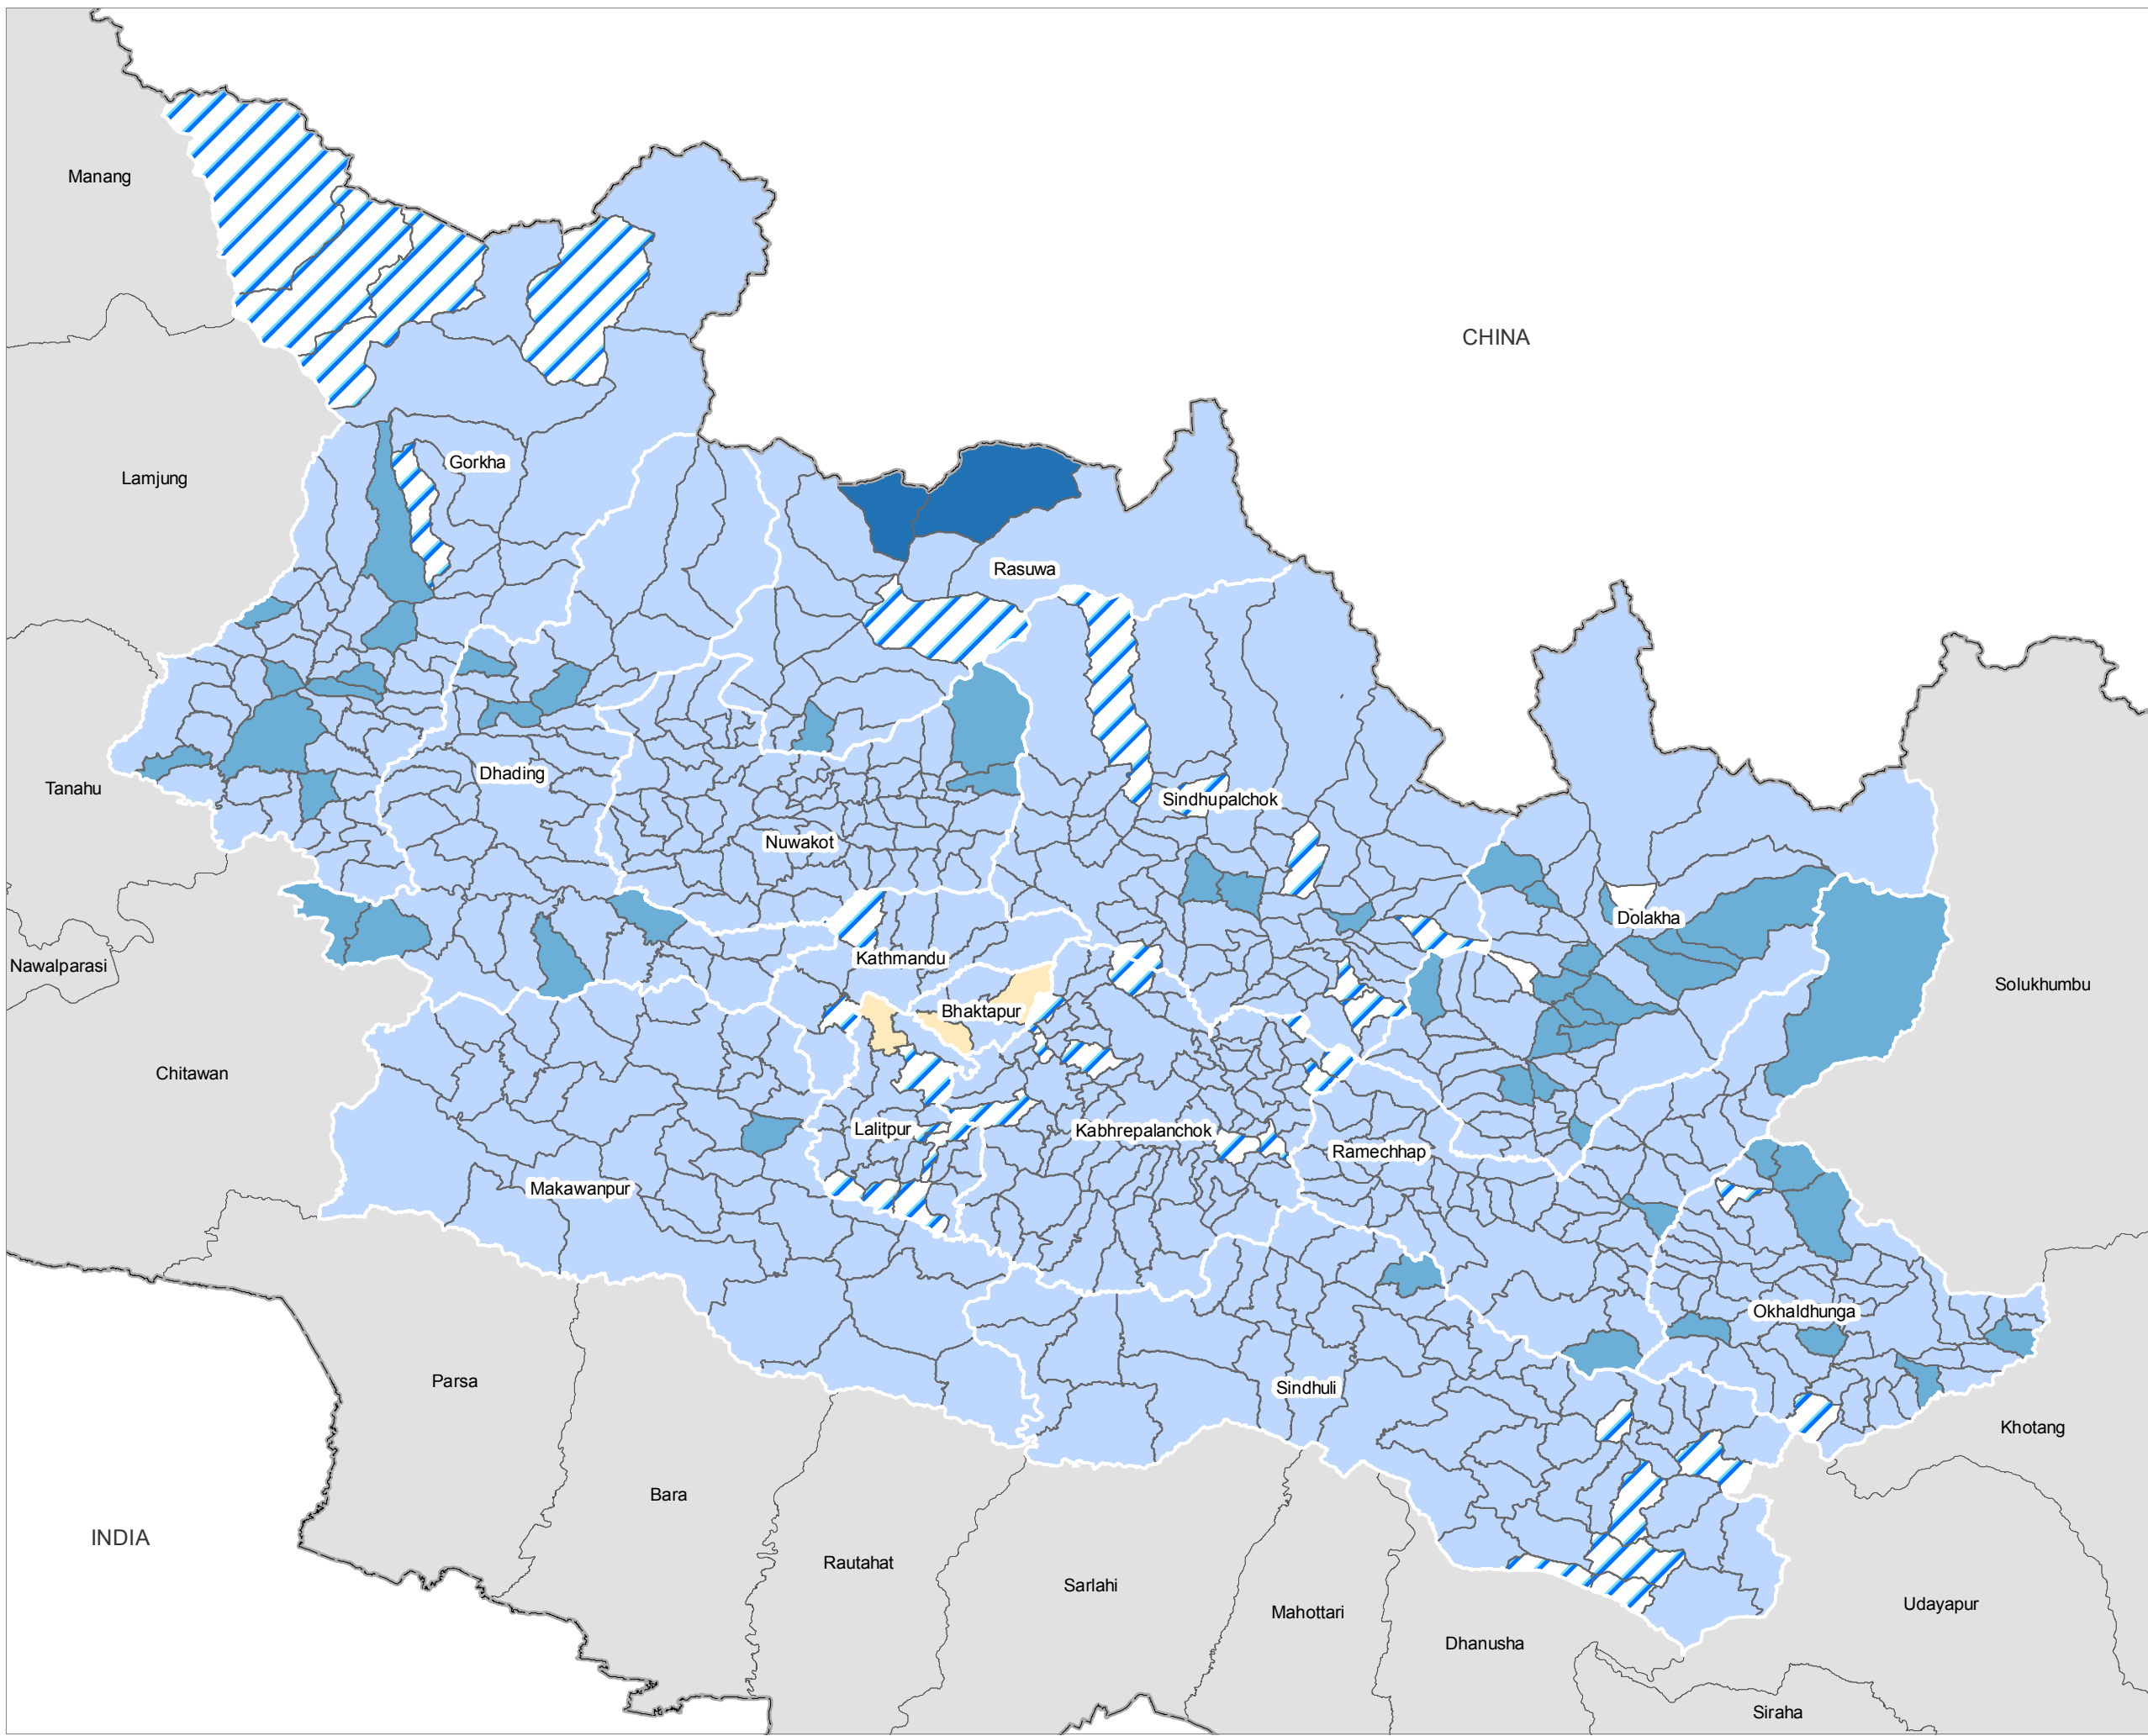 Manang
CHINA
Gorkha
Lamjung
Rasuwa
Dhading
Tanahu
Sindhupalchok
Nuwakot
Dolakha
Kathmandu
Nawalparasi
Solukhumbu
Bhaktapur
Chitawan
Lalitpur
Kabhrepalanchok
Ramechhap
Makawanpur
Okhaldhunga
Parsa
Sindhuli
Khotang
Bara
INDIA
Rautahat
Sarlahi
Udayapur
Mahottari
Dhanusha
Siraha